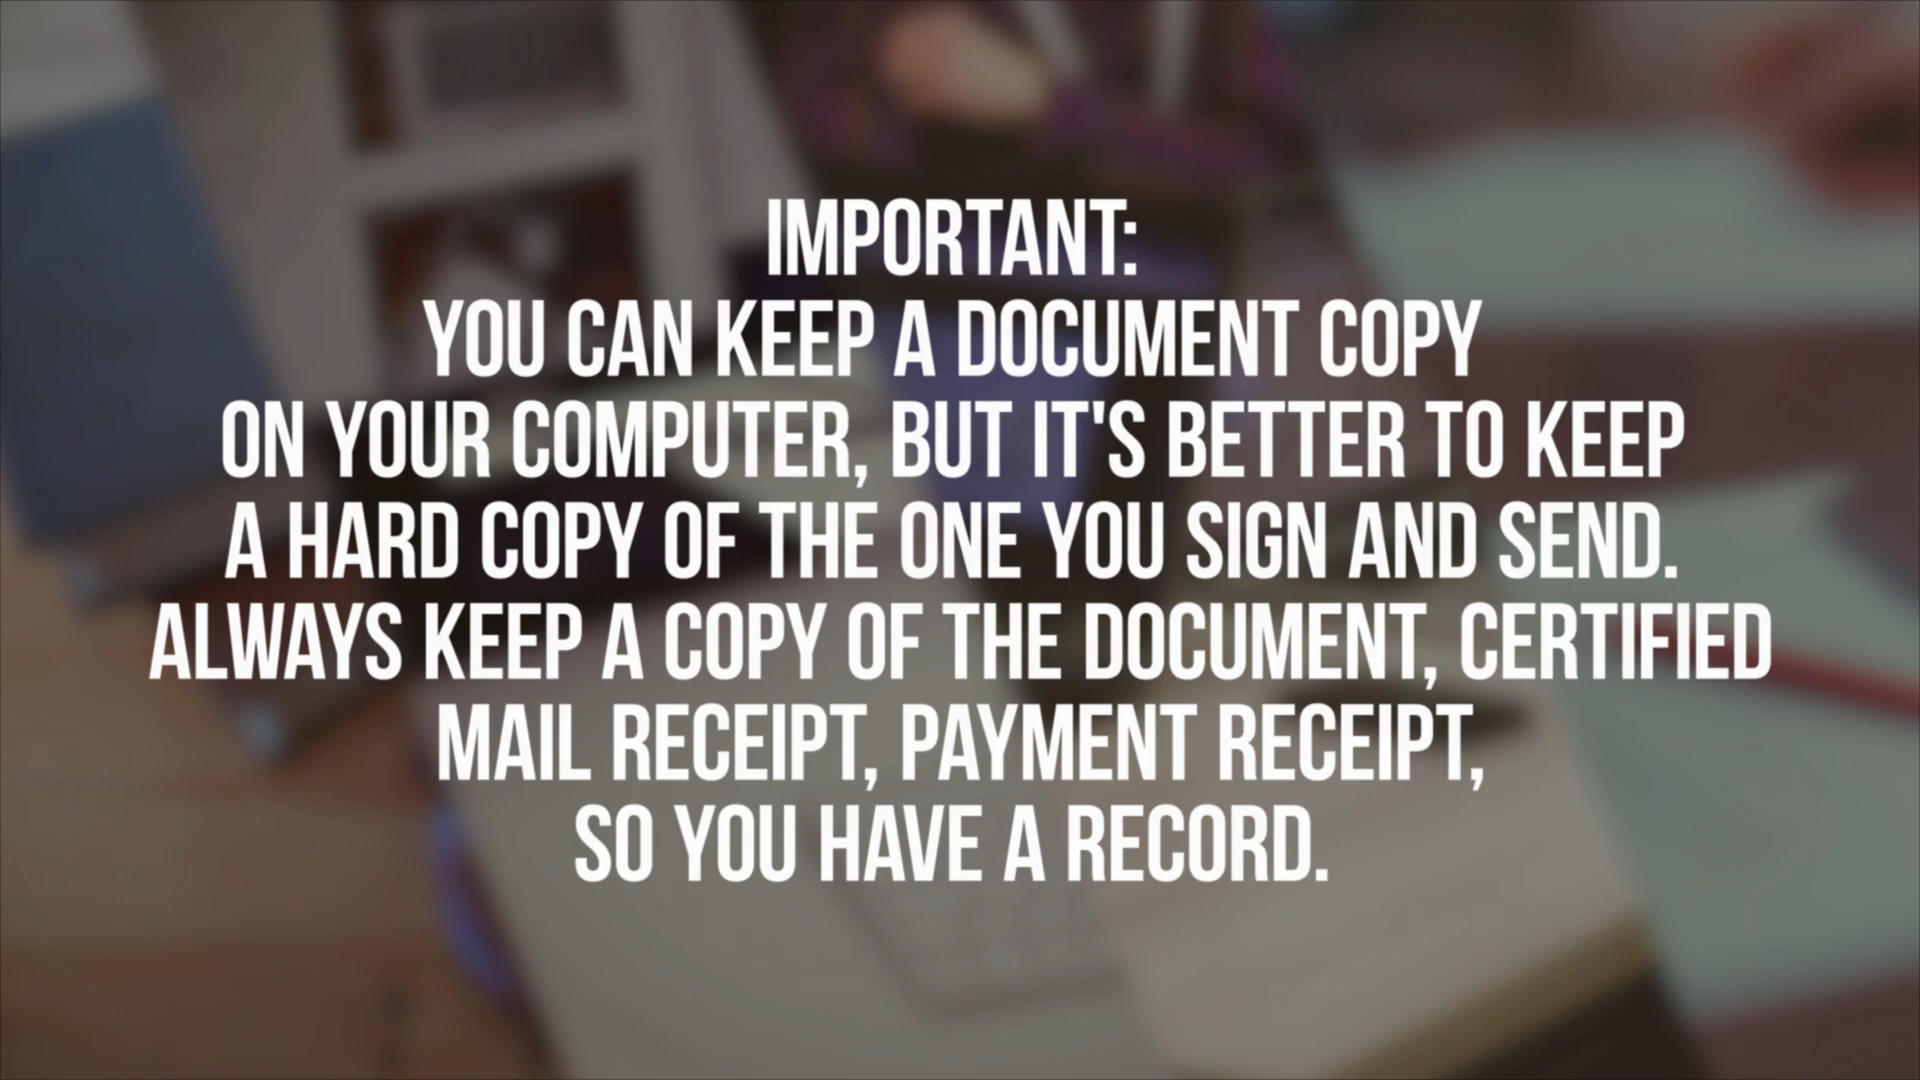 IMPORTANT:
YOU CAN KEEP A DOCUMENT COPY
ON YOUR COMPUTER, BUT IT'S BETTER TO KEEP
A HARD COPY OF THE ONE YOU SIGN AND SEND.
ALWAYS KEEP A COPY OF THE DOCUMENT, CERTIFIED
MAIL RECEIPT, PAYMENT RECEIPT,
SO YOU HAVE A RECORD.